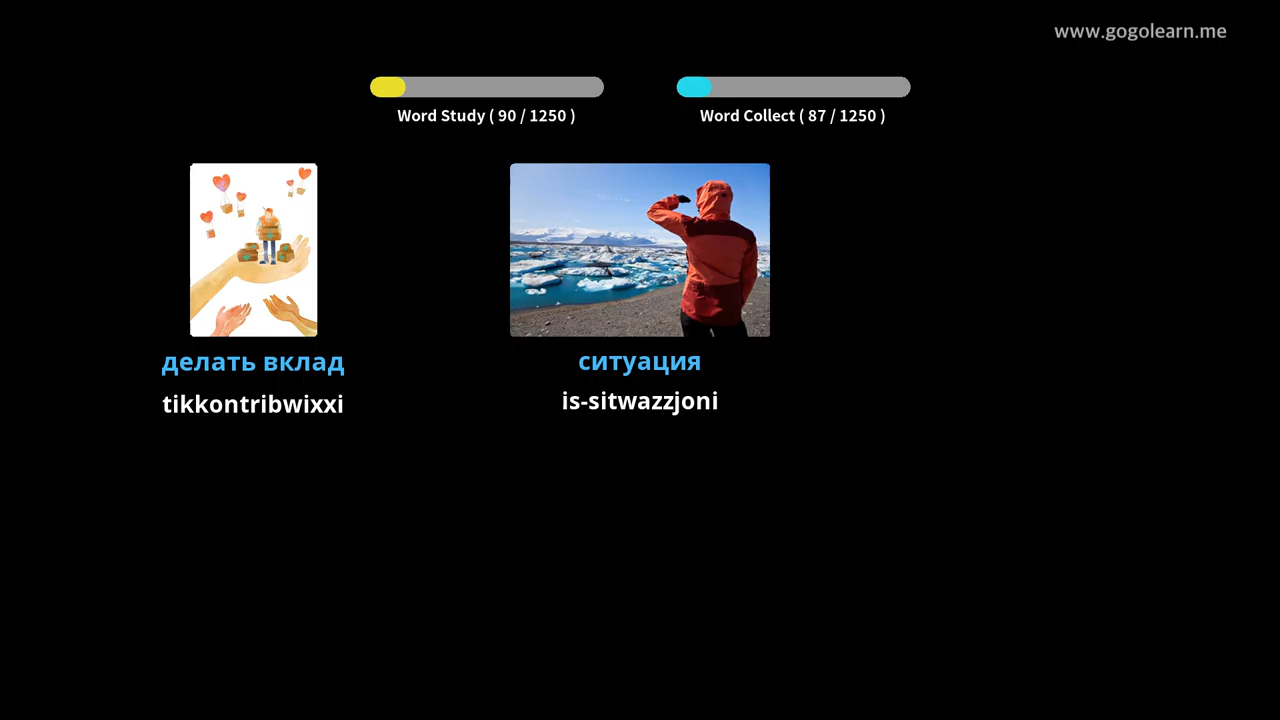 www.gogolearn.me
Word Study ( 90 / 1250 )
Word Collect ( 87 / 1250 )
делать вклад
tikkontribwixxi
ситуация
is-sitwazzjoni